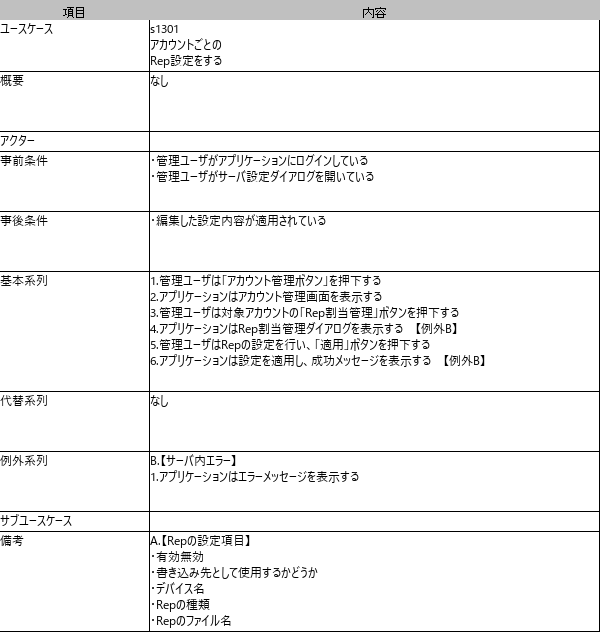 項目 内容
ユースケース s1301
アカウントごとの
Rep設定をする
概要 なし
アクター
事前条件 ・管理ユーザがアプリケーションにログインしている
・管理ユーザがサーバ設定ダイアログを開いている
事後条件 ・編集した設定内容が適用されている
基本系列 1.管理ユーザは「アカウント管理ボタン」を押下する
2.アプリケーションはアカウント管理画面を表示する
3.管理ユーザは対象アカウントの「Rep割当管理」ボタンを押下する
4.アプリケーションはRep割当管理ダイアログを表示する 【例外B】
5.管理ユーザはRepの設定を行い、「適用」ボタンを押下する
6.アプリケーションは設定を適用し、成功メッセージを表示する 【例外B】
代替系列 なし
例外系列 B.【サーバ内エラー】
1.アプリケーションはエラーメッセージを表示する
サブユースケース
備考 A.【Repの設定項目】
・有効無効
・書き込み先として使用するかどうか
・デバイス名
・Repの種類
・Repのファイル名